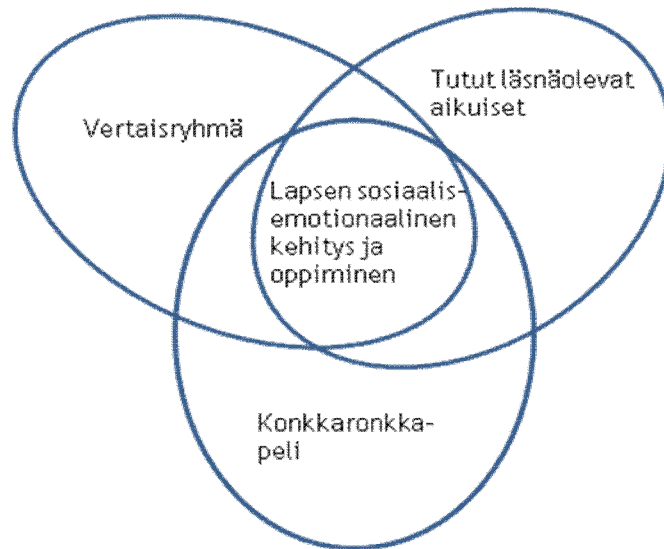 Vertaisryhmä
Tutut läsnäolevat
aikuiset
Lapsen sosiaalis-
emotionaalinen
kehitys ja
oppiminen
Konkkaronkka-
peli